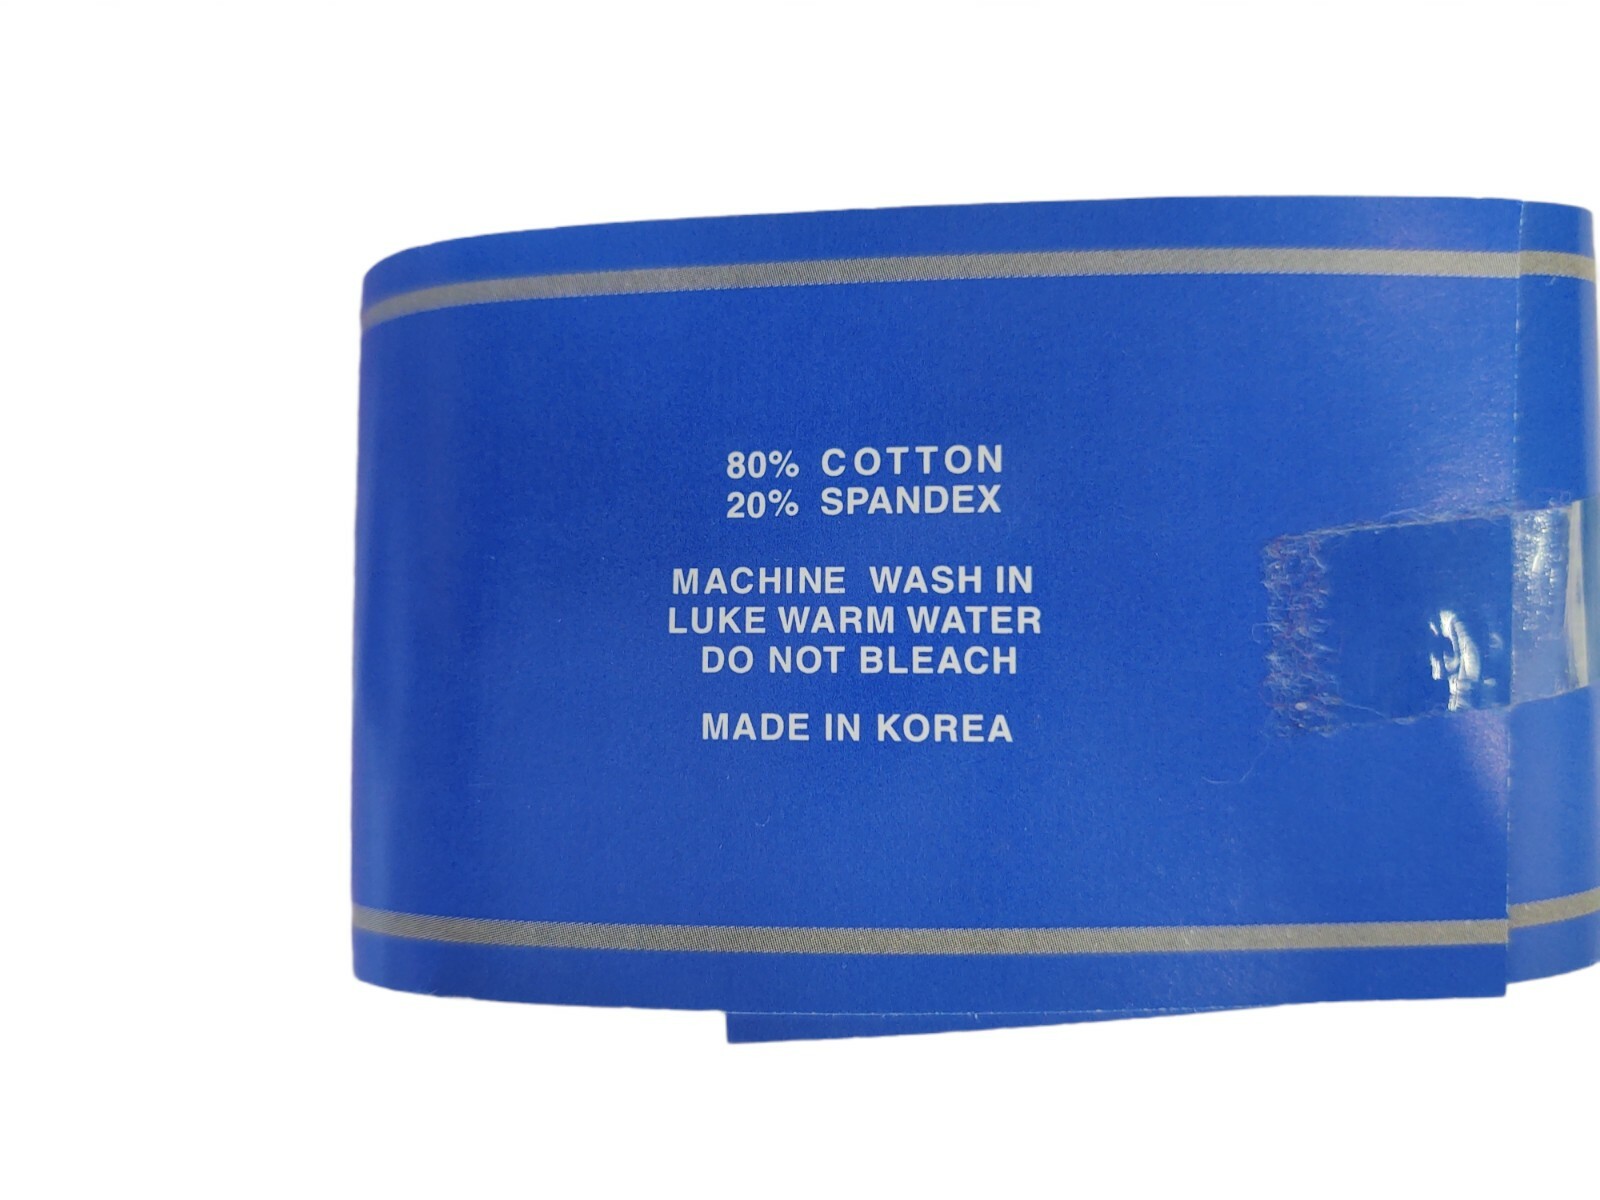 80% COTTON
20% SPANDEX
MACHINE WASH IN
LUKE WARM WATER
DO NOT BLEACH
MADE IN KOREA